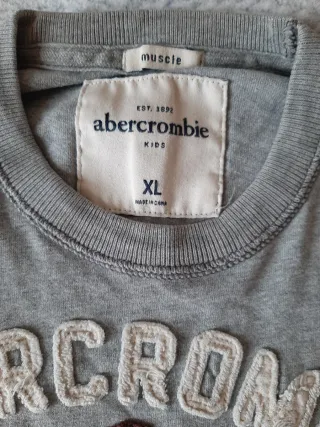 muscle
EST. 1892
abercrombie
KIDS
XL
MADE IN CHINA
RCROM